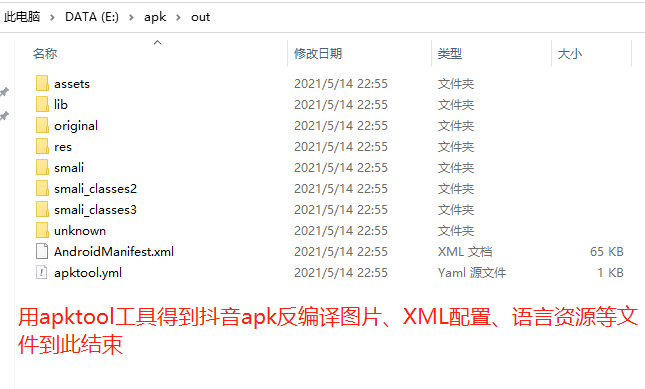 此电脑 > DATA (E:) > apk > out
名称 修改日期 类型 大小
assets 2021/5/14 22:55 文件夹
lib 2021/5/14 22:55 文件夹
original 2021/5/14 22:55 文件夹
res 2021/5/14 22:55 文件夹
smali 2021/5/14 22:55 文件夹
smali_classes2 2021/5/14 22:55 文件夹
smali_classes3 2021/5/14 22:55 文件夹
unknown 2021/5/14 22:55 文件夹
AndroidManifest.xml 2021/5/14 22:55 XML 文档 65 KB
apktool.yml 2021/5/14 22:55 Yaml 源文件 1 KB
用apktool工具得到抖音apk反编译图片、XML配置、语言资源等文
件到此结束